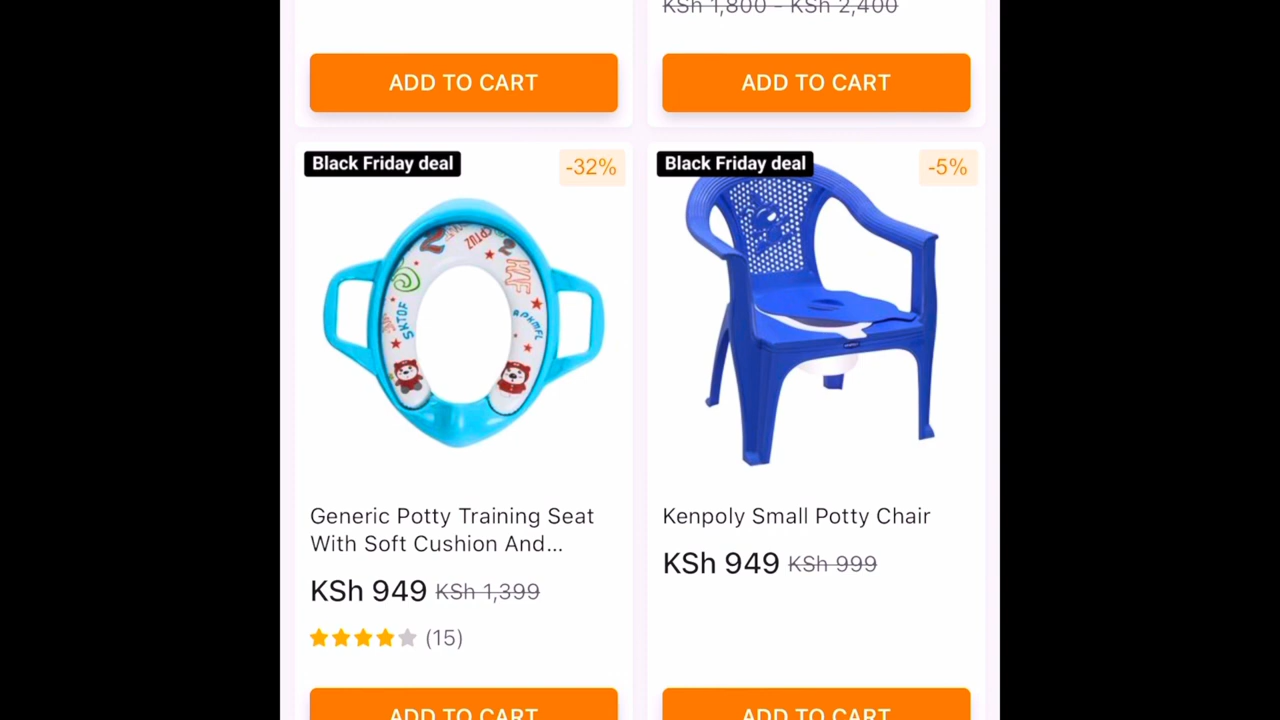 KSh 1,800 - KSh 2,400
ADD TO CART
ADD TO CART
Black Friday deal
-32%
Black Friday deal
-5%
Generic Potty Training Seat
With Soft Cushion And...
KSh 949 KSh 1,399
(15)
Kenpoly Small Potty Chair
KSh 949 KSh 999
ADD TO CART
ADD TO CART